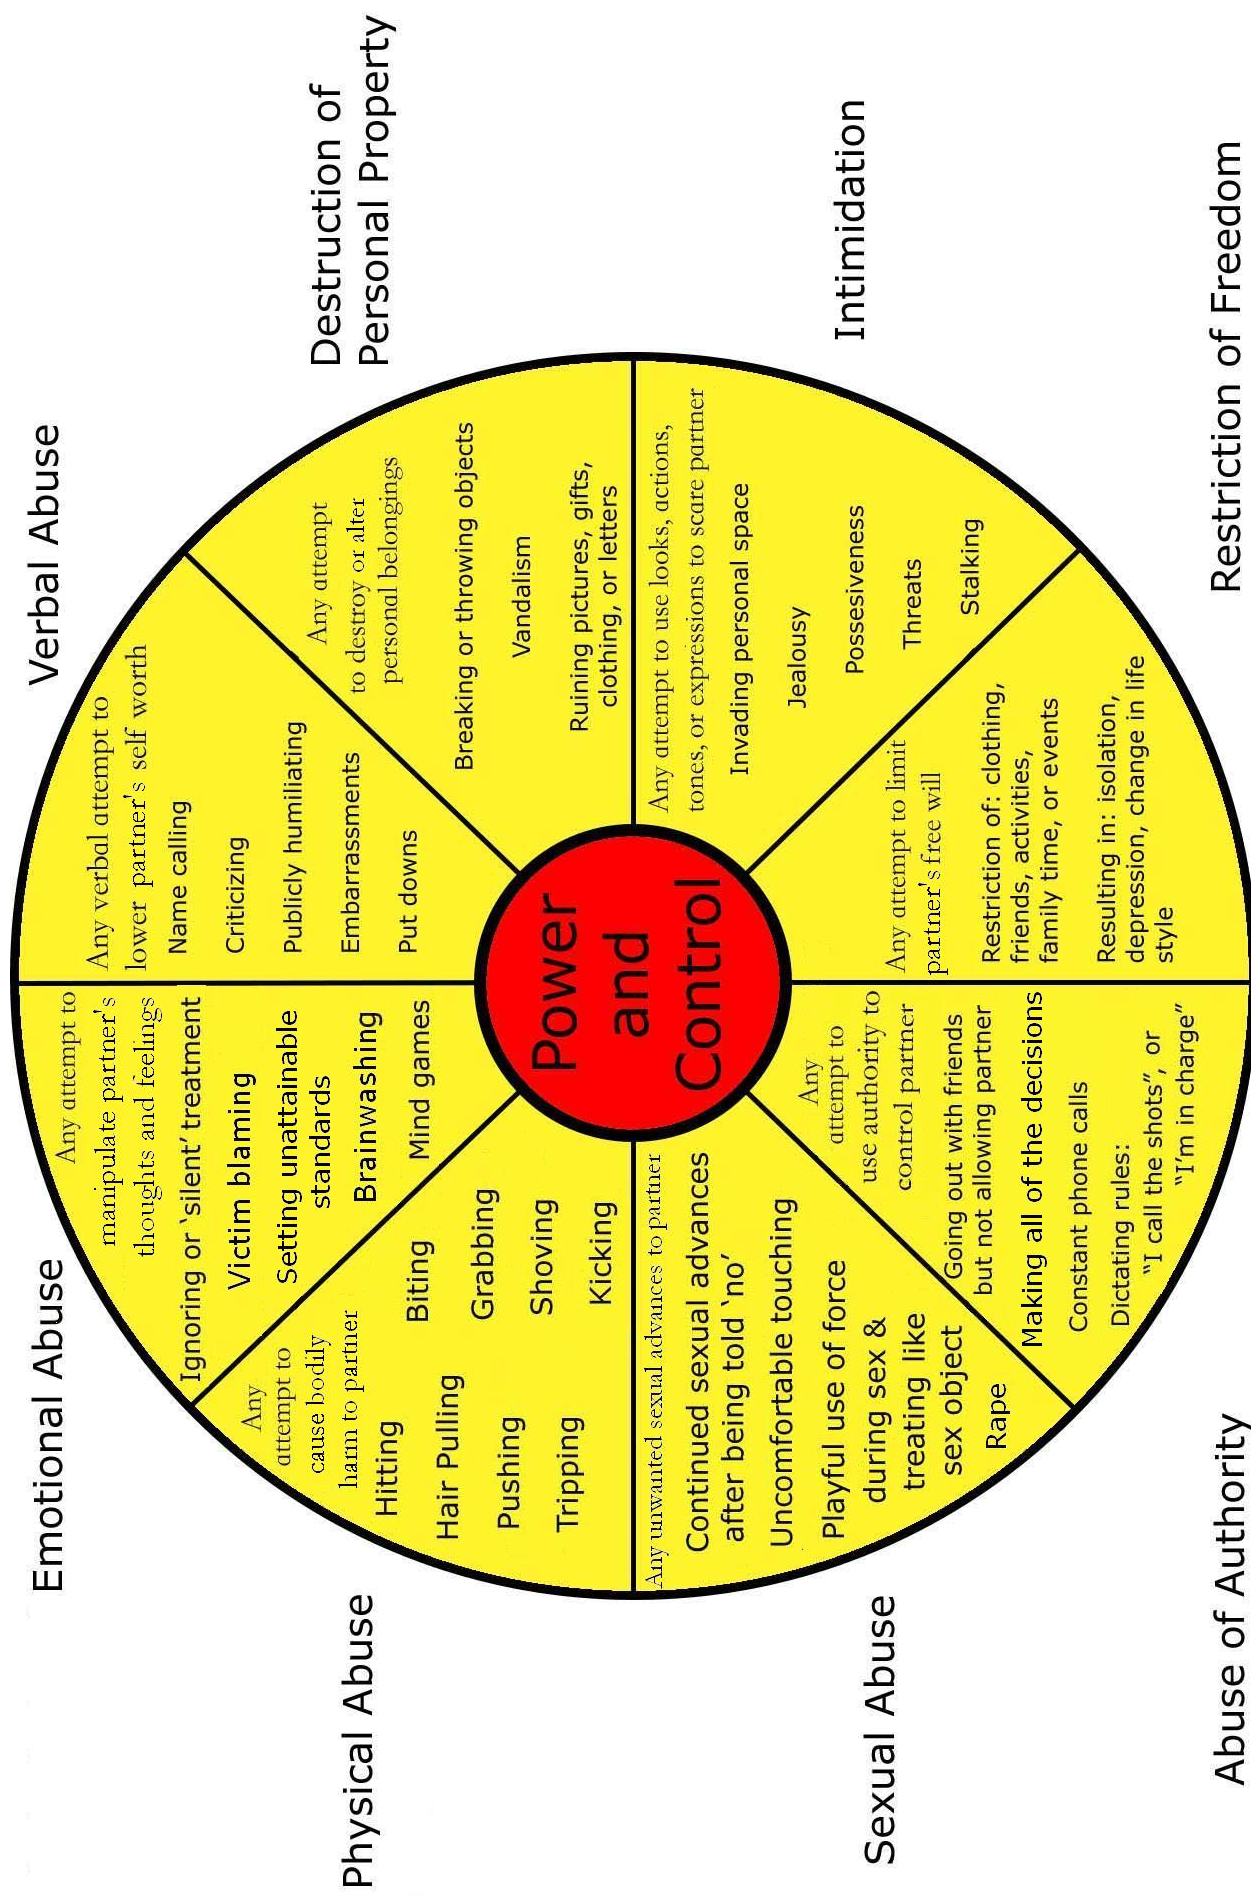 Emotional Abuse
Any attempt to
manipulate partner's
thoughts and feelings
Ignoring or ‘silent’ treatment
Victim blaming
Setting unattainable
standards
Brainwashing
Mind games
Verbal Abuse
Any verbal attempt to
lower partner's self worth
Name calling
Criticizing
Publicly humiliating
Embarrassments
Put downs
Destruction of
Personal Property
Any attempt
to destroy or alter
personal belongings
Breaking or throwing objects
Vandalism
Ruining pictures, gifts,
clothing, or letters
Intimidation
Any attempt to use looks, actions,
tones, or expressions to scare partner
Invading personal space
Jealousy
Possesiveness
Threats
Stalking
Restriction of Freedom
Any attempt to limit
partner's free will
Restriction of: clothing,
friends, activities,
family time, or events
Resulting in: isolation,
depression, change in life
style
Abuse of Authority
Any
attempt to
use authority to
control partner
Going out with friends
but not allowing partner
Making all of the decisions
Constant phone calls
Dictating rules:
“I call the shots”, or
“I’m in charge”
Sexual Abuse
Any unwanted sexual advances to partner
Continued sexual advances
after being told ‘no’
Uncomfortable touching
Playful use of force
during sex &
treating like
sex object
Rape
Physical Abuse
Any
attempt to
cause bodily
harm to partner
Hitting
Biting
Hair Pulling
Grabbing
Pushing
Shoving
Tripping
Kicking
Power
and
Control